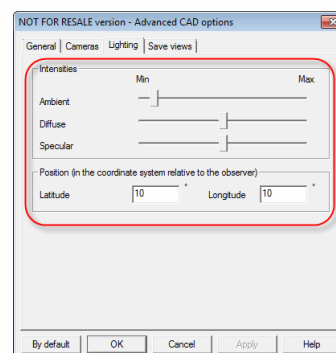 NOT FOR RESALE version - Advanced CAD options
General Cameras Lighting Save views
Intensities
Min Max
Ambient
Diffuse
Specular
Position (in the coordinate system relative to the observer)
Latitude 10 ° Longitude 10 °
By default OK Cancel Apply Help